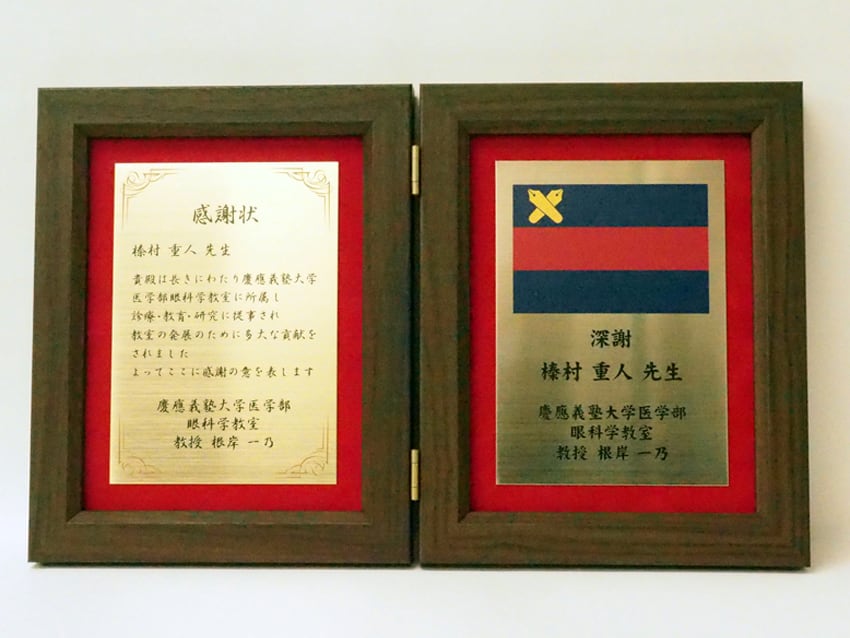 感謝状
榛村 重人 先生
貴殿は長きにわたり慶應義塾大学
医学部眼科学教室に所属し
診療・教育・研究に従事され
教室の発展のために多大な貢献を
されました
よってここに感謝の意を表します
慶應義塾大学医学部
眼科学教室
教授 根岸 一乃
深謝
榛村 重人 先生
慶應義塾大学医学部
眼科学教室
教授 根岸 一乃